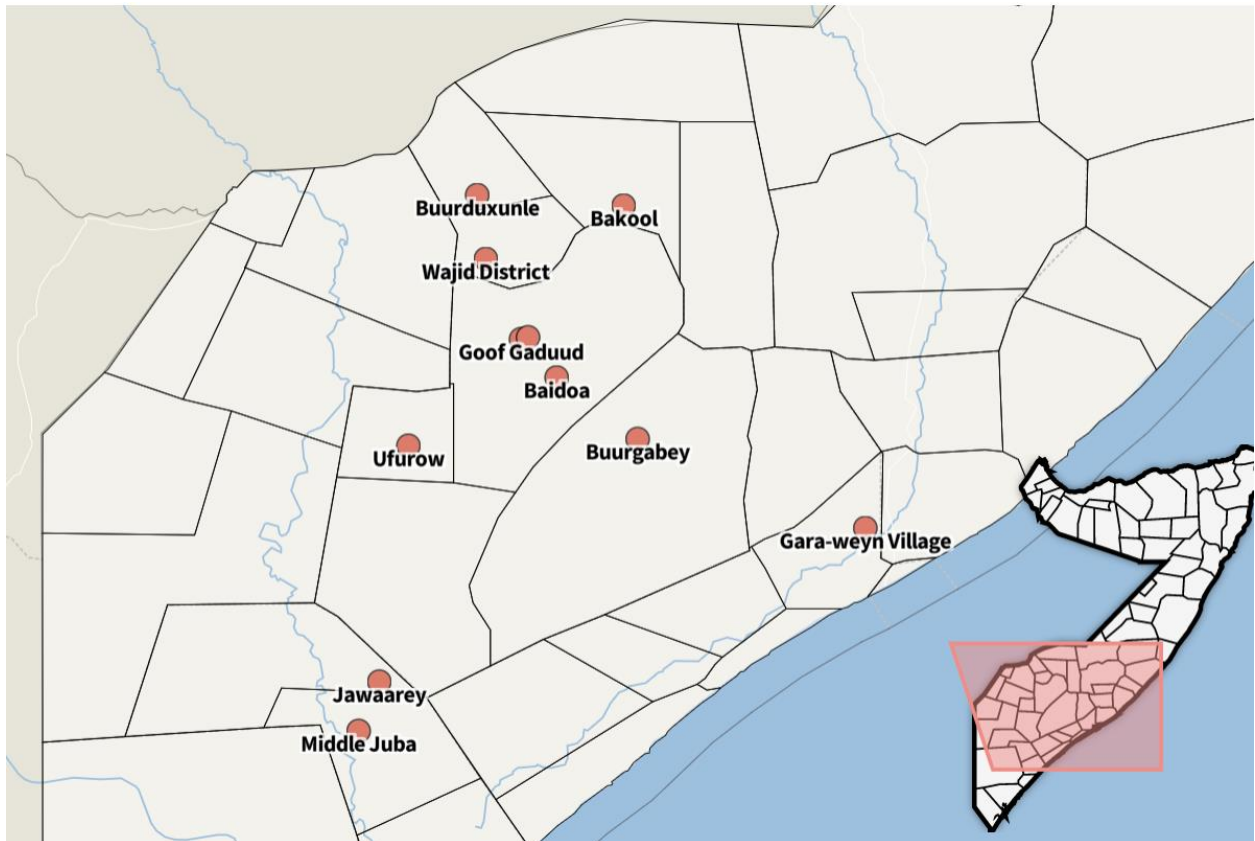 Buurduxunle
Bakool
Wajid District
Goof Gaduud
Baidoa
Ufurow
Buurgabey
Gara-weyn Village
Jawaarey
Middle Juba